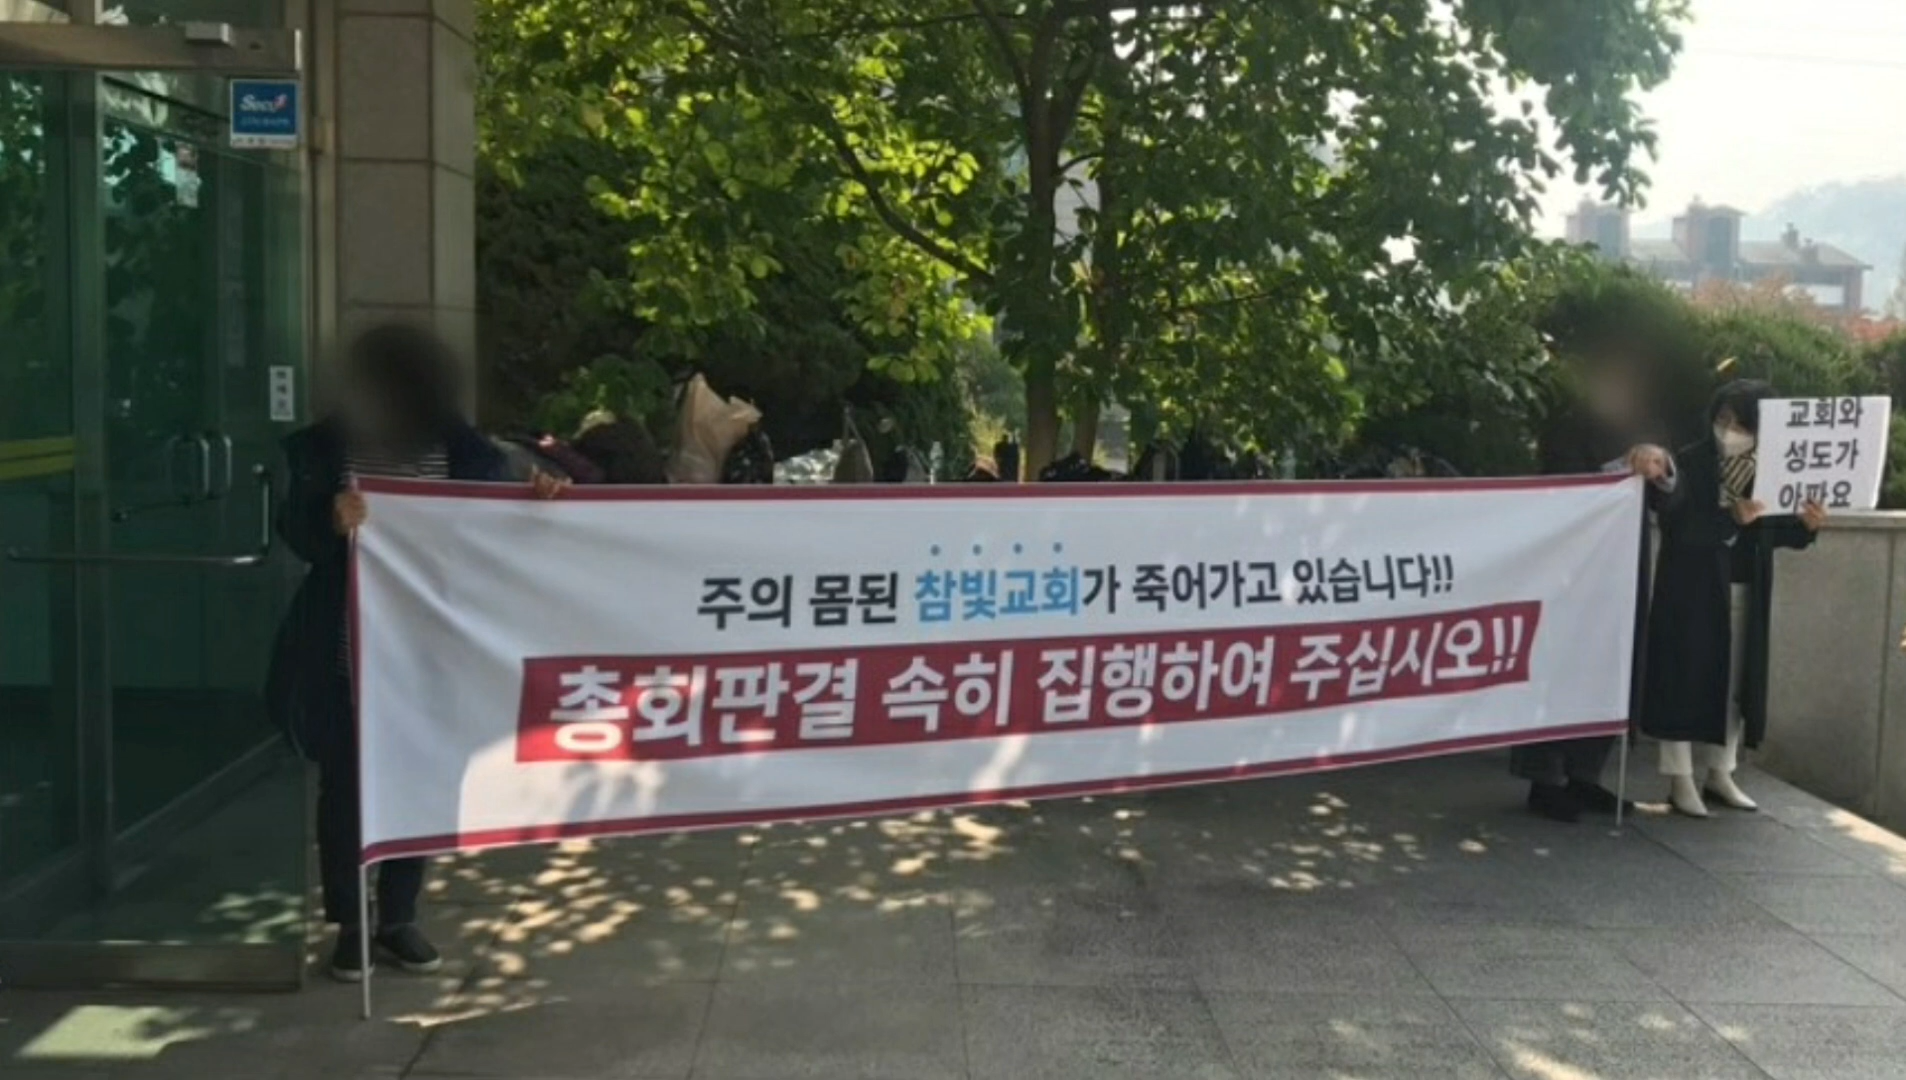 주의 몸된 참빛교회가 죽어가고 있습니다!!
총회판결 속히 집행하여 주십시오!!
교회와
성도가
아파요